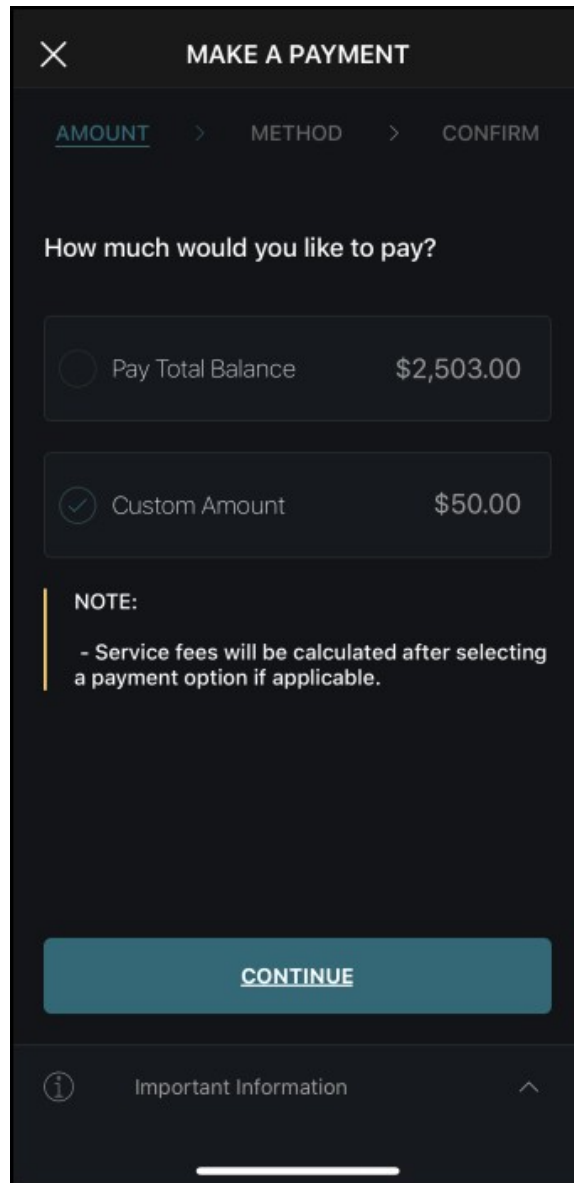 MAKE A PAYMENT
AMOUNT > METHOD > CONFIRM
How much would you like to pay?
Pay Total Balance $2,503.00
Custom Amount $50.00
NOTE:
- Service fees will be calculated after selecting
a payment option if applicable.
CONTINUE
Important Information